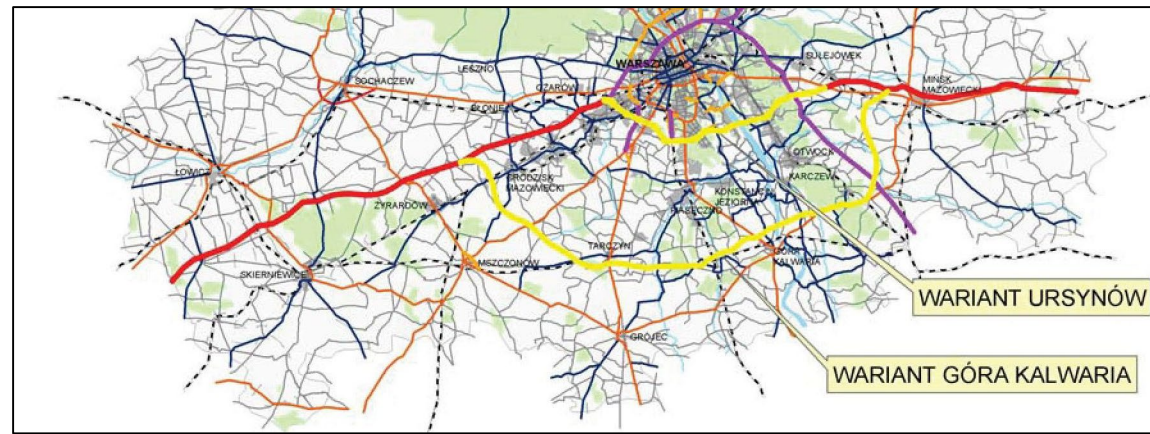 SULEJÓWEK
WARSZAWA
LESZNO
SOCHACZEW
MIŃSK
MAZOWIECKI
OŻARÓW
BŁONIE
OTWOCK
ŁOWICZ
GRODZISK
MAZOWIECKI
KARCZEW
KONSTANCIN
JEZIORNA
ŻYRARDÓW
PIASECZNO
TARCZYN
GÓRA
KALWARIA
MSZCZONÓW
SKIERNIEWICE
WARIANT URSYNÓW
GRÓJEC
WARIANT GÓRA KALWARIA